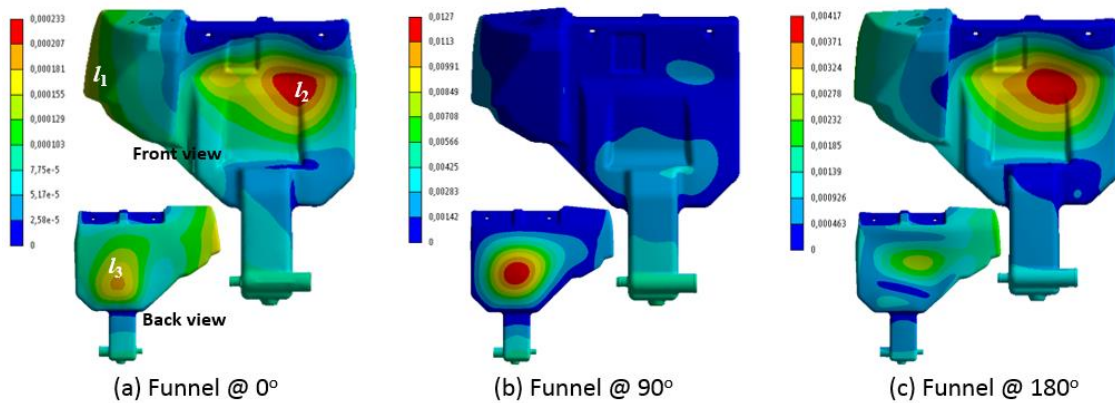 0,000233
0,000207
0,000181
0,000155
0,000129
0,000103
7,75e-5
5,17e-5
2,58e-5
0
l1
l2
Front view
l3
Back view
(a) Funnel @ 0o
0,0127
0,0113
0,00991
0,00849
0,00708
0,00566
0,00425
0,00283
0,00142
0
(b) Funnel @ 90o
0,00417
0,00371
0,00324
0,00278
0,00232
0,00185
0,00139
0,000926
0,000463
0
(c) Funnel @ 180o